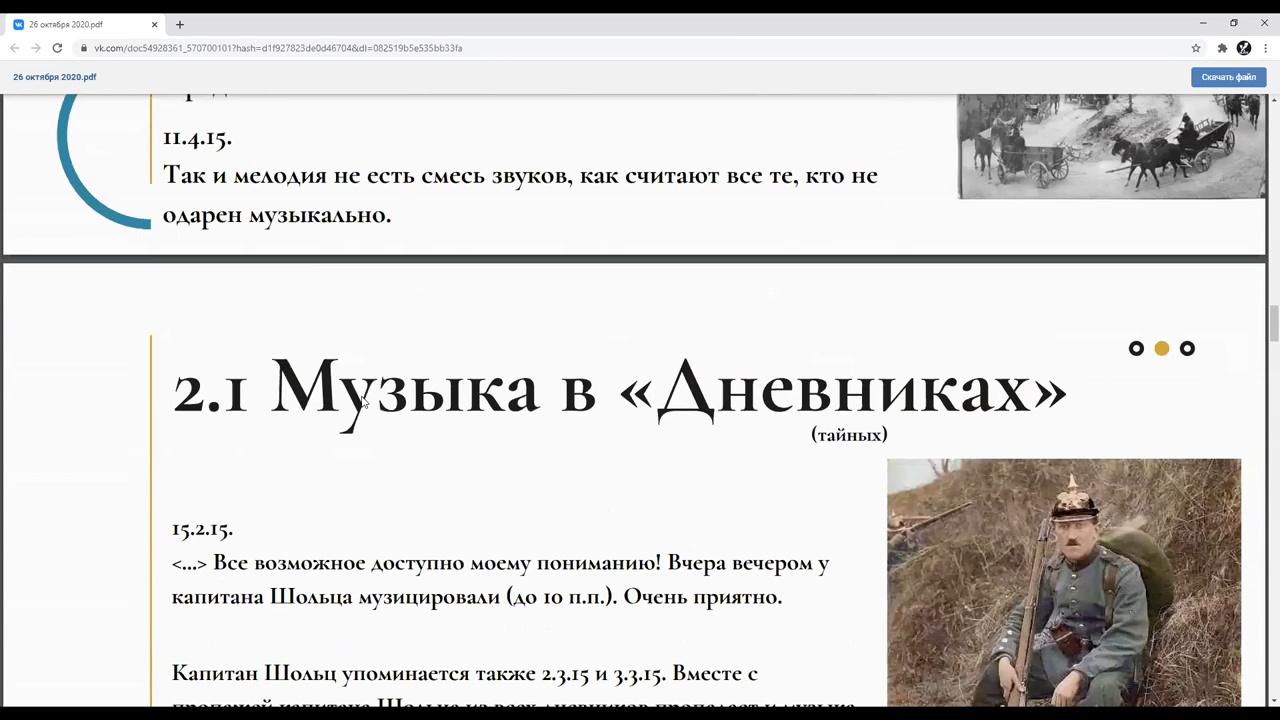 26 октября 2020.pdf
vk.com/doc54928361_570700101?hash=d1f927823de0d46704&dl=082519b5e535bb33fa
26 октября 2020.pdf
Скачать файл
11.4.15.
Так и мелодия не есть смесь звуков, как считают все те, кто не
одарен музыкально.
2.1 Музыка в «Дневниках»
(тайных)
15.2.15.
<...> Все возможное доступно моему пониманию! Вчера вечером у
капитана Шольца музицировали (до 10 п.п.). Очень приятно.
Капитан Шольц упоминается также 2.3.15 и 3.3.15. Вместе с